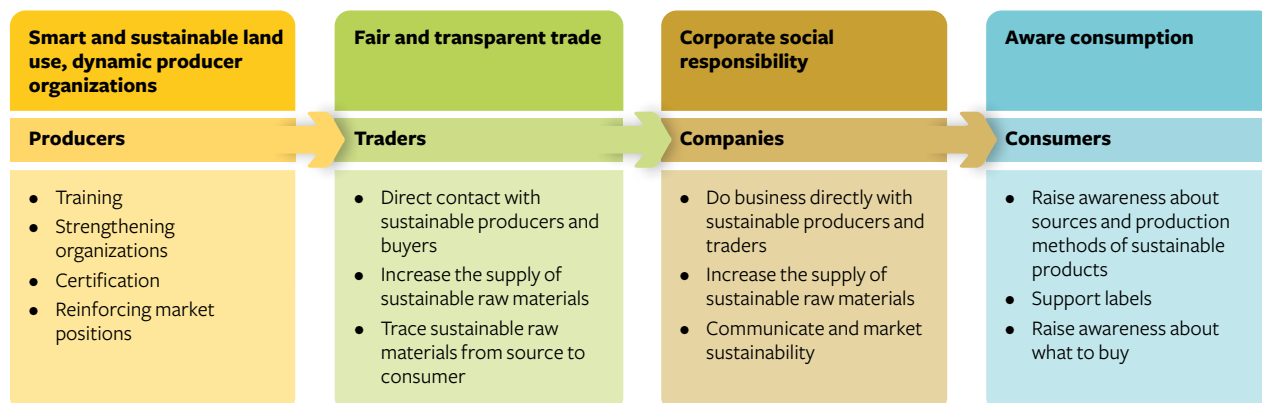 Smart and sustainable land
use, dynamic producer
organizations
Producers
● Training
● Strengthening
organizations
● Certification
● Reinforcing market
positions
Fair and transparent trade
Traders
● Direct contact with
sustainable producers and
buyers
● Increase the supply of
sustainable raw materials
● Trace sustainable raw
materials from source to
consumer
Corporate social
responsibility
Companies
● Do business directly with
sustainable producers and
traders
● Increase the supply of
sustainable raw materials
● Communicate and market
sustainability
Aware consumption
Consumers
● Raise awareness about
sources and production
methods of sustainable
products
● Support labels
● Raise awareness about
what to buy